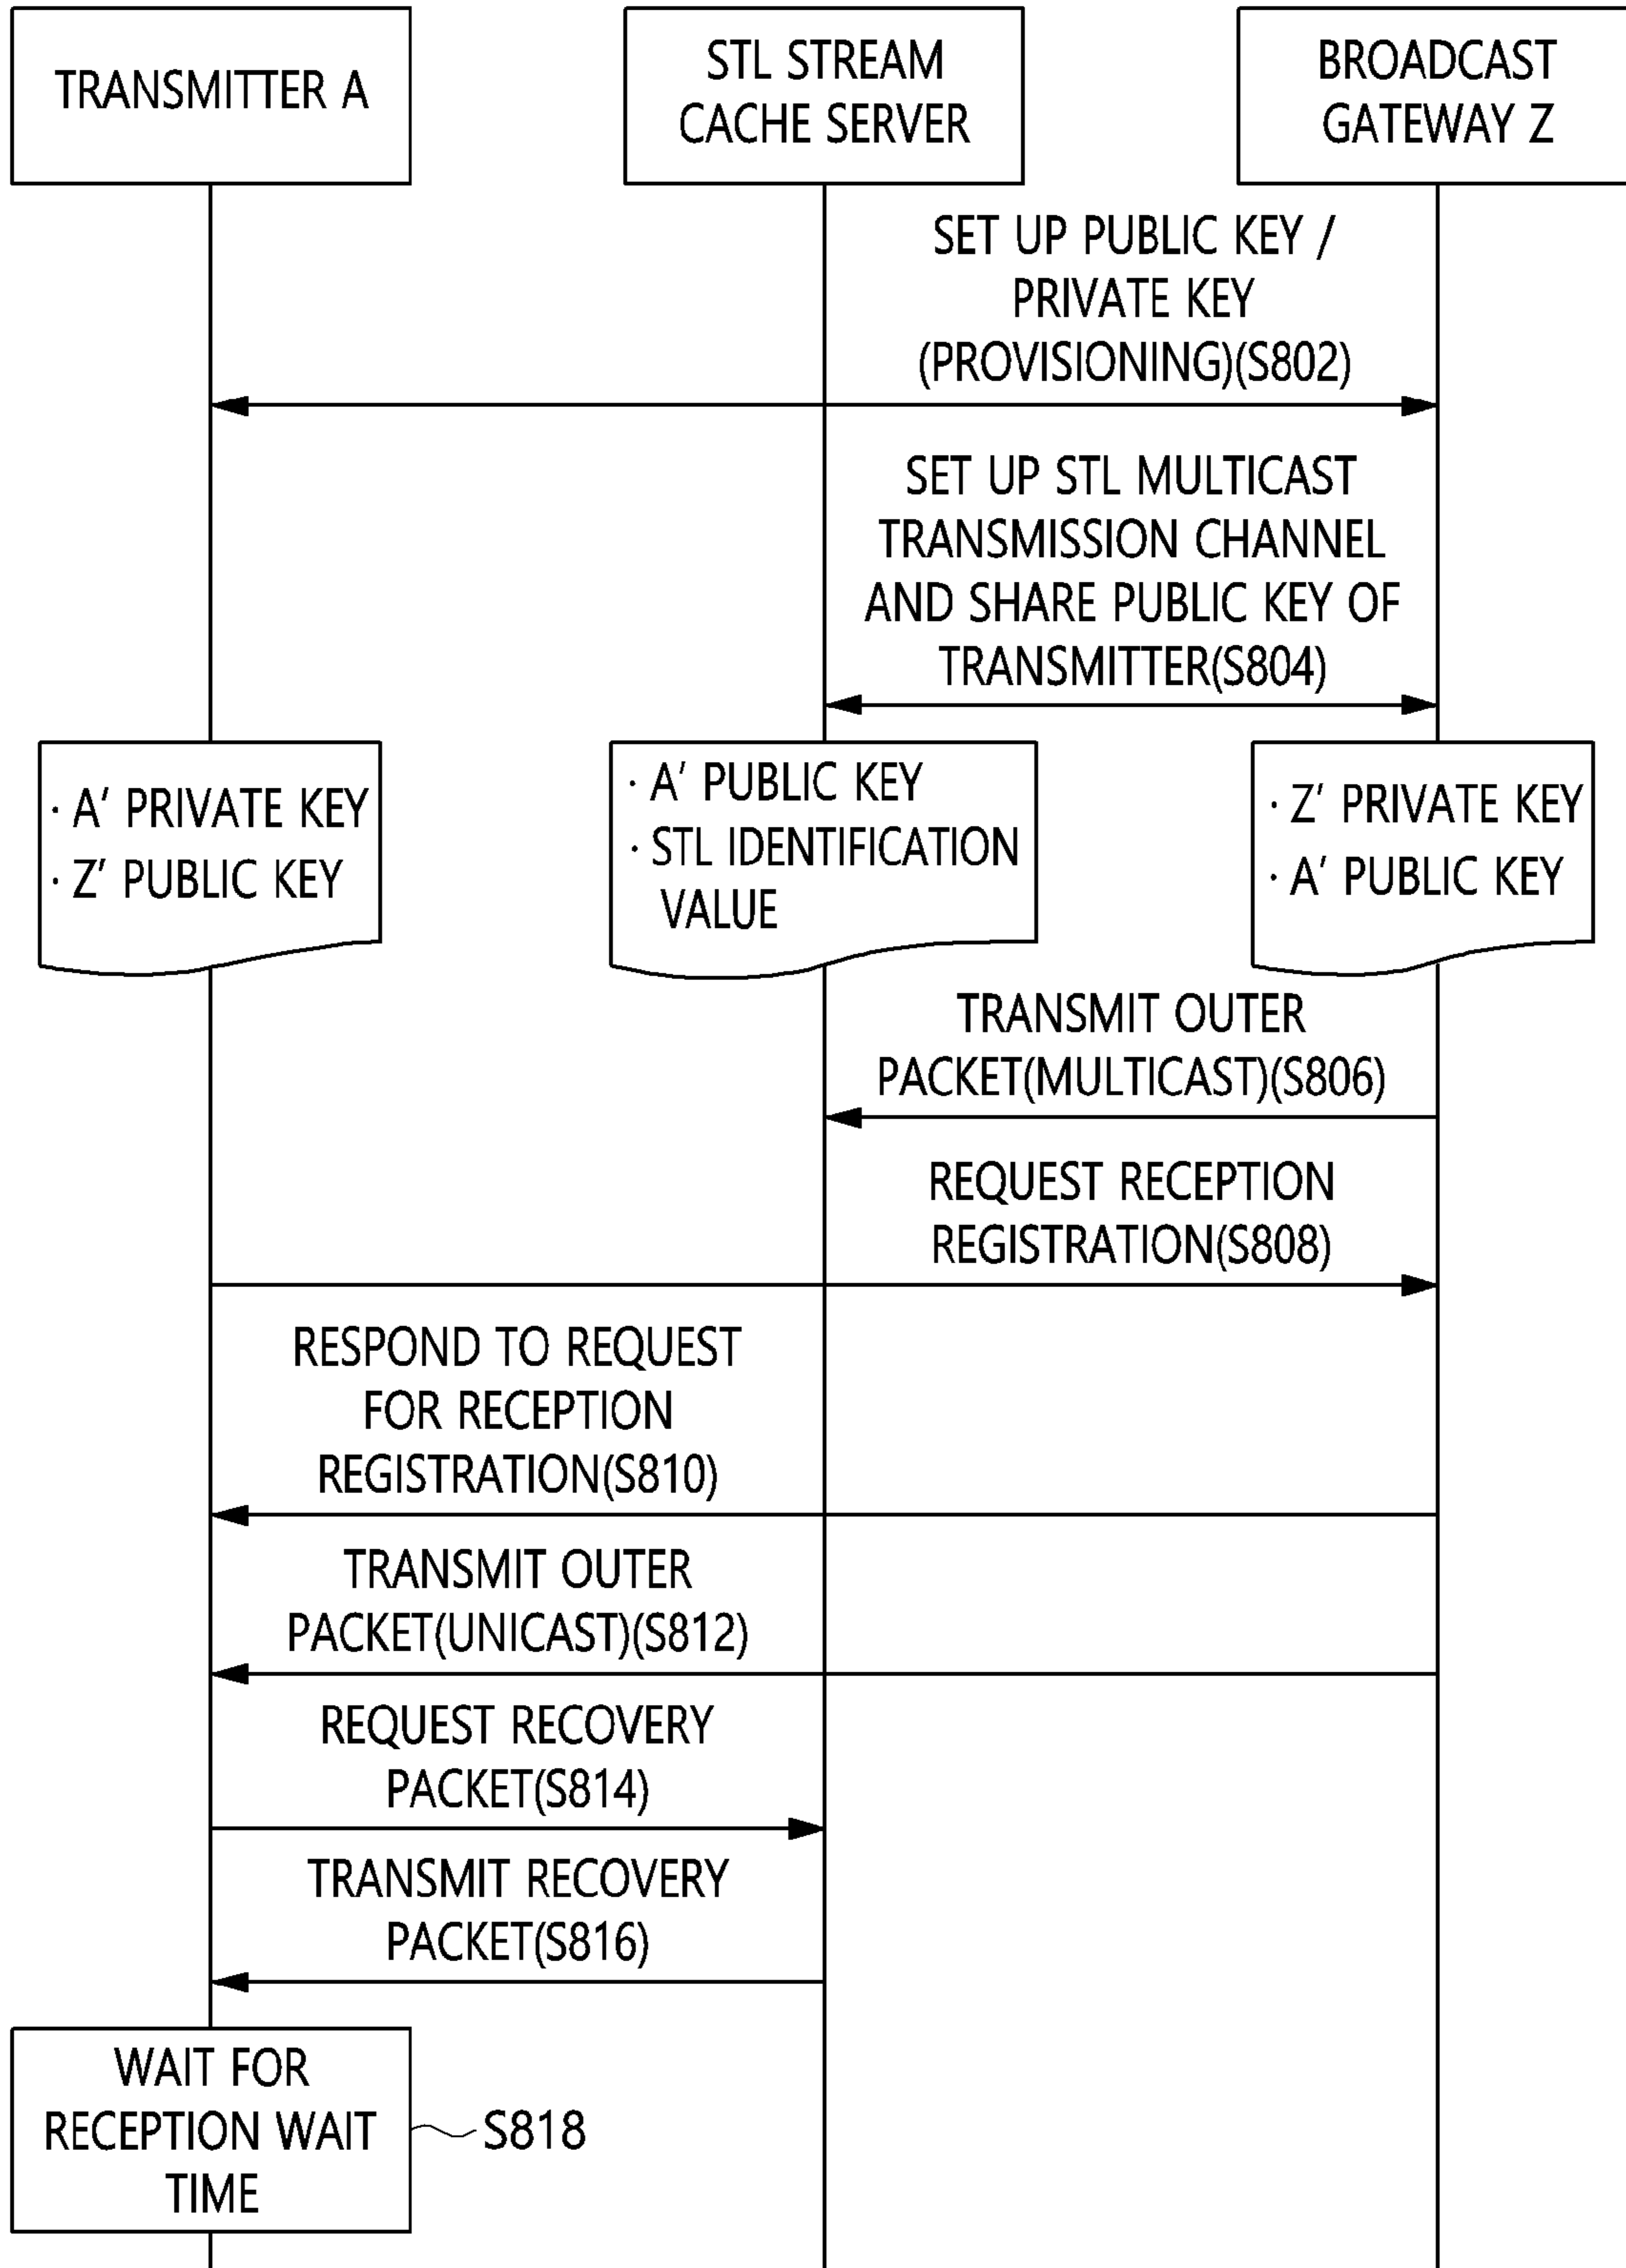 TRANSMITTER A
STL STREAM
CACHE SERVER
BROADCAST
GATEWAY Z
SET UP PUBLIC KEY /
PRIVATE KEY
(PROVISIONING)(S802)
SET UP STL MULTICAST
TRANSMISSION CHANNEL
AND SHARE PUBLIC KEY OF
TRANSMITTER(S804)
· A' PRIVATE KEY
· Z' PUBLIC KEY
· A' PUBLIC KEY
· STL IDENTIFICATION
VALUE
· Z' PRIVATE KEY
· A' PUBLIC KEY
TRANSMIT OUTER
PACKET(MULTICAST)(S806)
REQUEST RECEPTION
REGISTRATION(S808)
RESPOND TO REQUEST
FOR RECEPTION
REGISTRATION(S810)
TRANSMIT OUTER
PACKET(UNICAST)(S812)
REQUEST RECOVERY
PACKET(S814)
TRANSMIT RECOVERY
PACKET(S816)
WAIT FOR
RECEPTION WAIT
TIME
S818